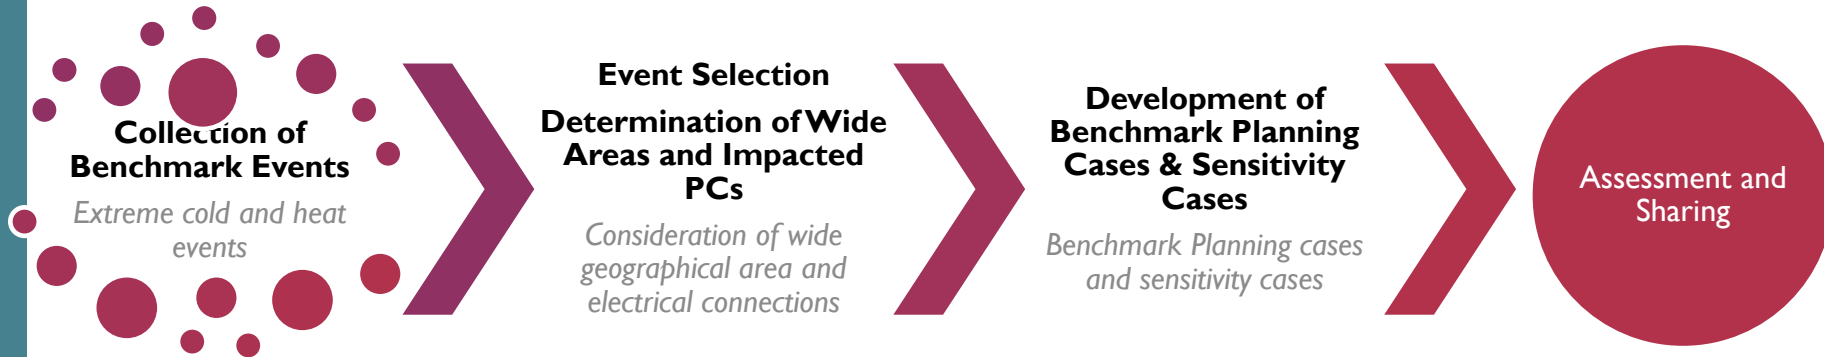 Collection of
Benchmark Events
Extreme cold and heat
events
Event Selection
Determination of Wide
Areas and Impacted
PCs
Consideration of wide
geographical area and
electrical connections
Development of
Benchmark Planning
Cases & Sensitivity
Cases
Benchmark Planning cases
and sensitivity cases
Assessment and
Sharing